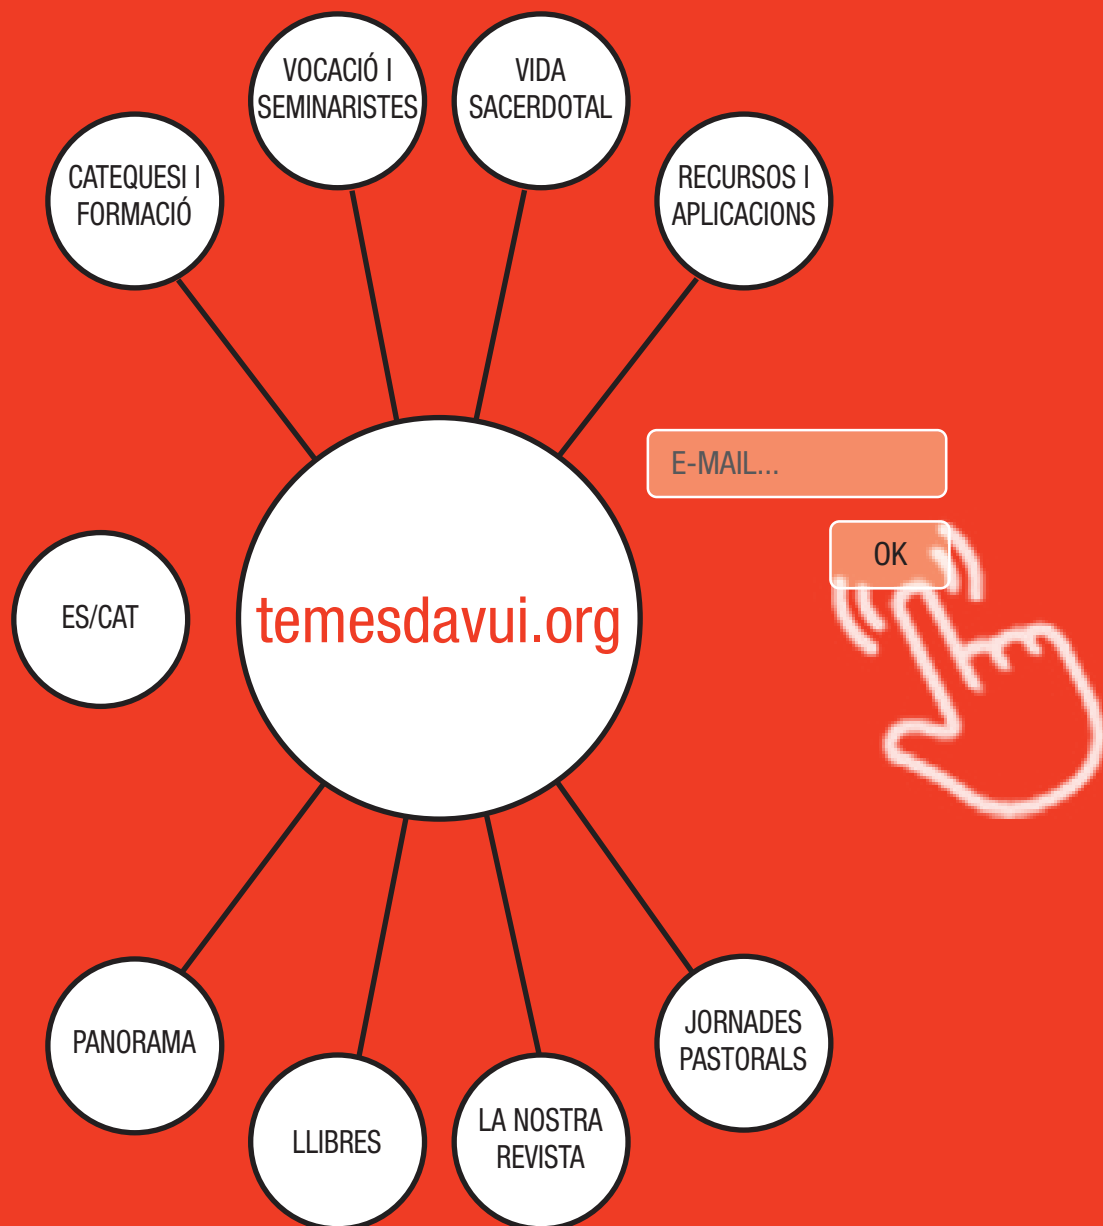 VOCACIÓ I
SEMINARISTES
VIDA
SACERDOTAL
CATEQUESI I
FORMACIÓ
RECURSOS I
APLICACIONS
E-MAIL...
OK
ES/CAT
temesdavui.org
PANORAMA
JORNADES
PASTORALS
LLIBRES
LA NOSTRA
REVISTA